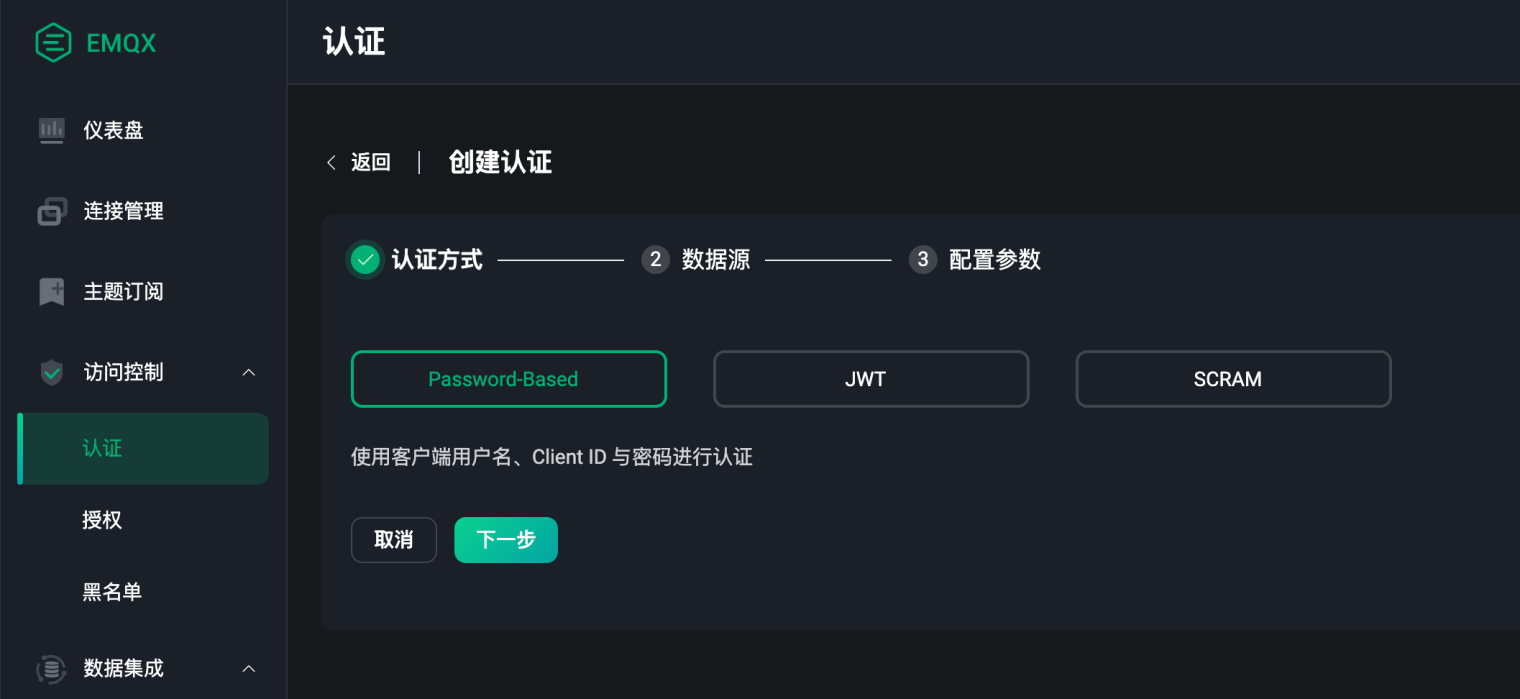 EMQX
认证
仪表盘
连接管理
主题订阅
访问控制
认证
授权
黑名单
数据集成
返回 | 创建认证
认证方式 2 数据源 3 配置参数
Password-Based JWT SCRAM
使用客户端用户名、Client ID 与密码进行认证
取消 下一步